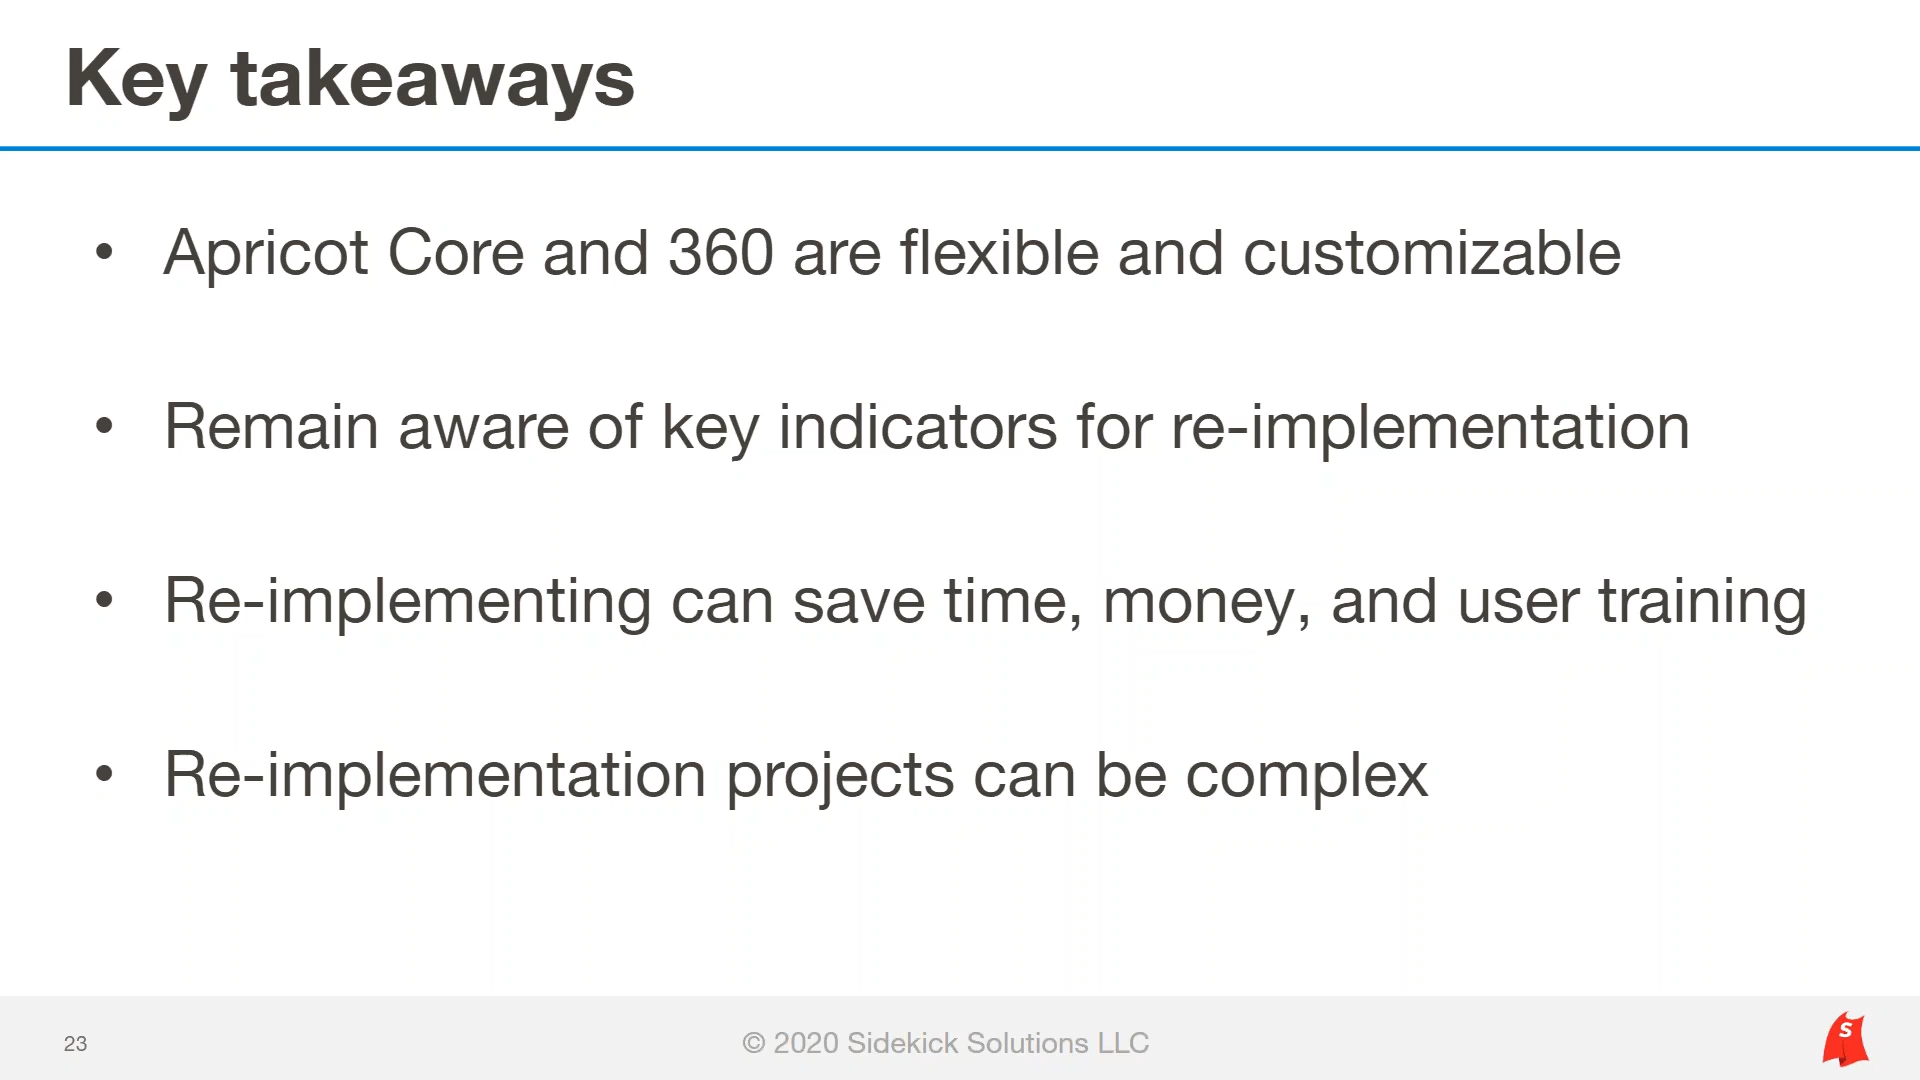 Key takeaways
• Apricot Core and 360 are flexible and customizable
• Remain aware of key indicators for re-implementation
• Re-implementing can save time, money, and user training
• Re-implementation projects can be complex
23
© 2020 Sidekick Solutions LLC
S